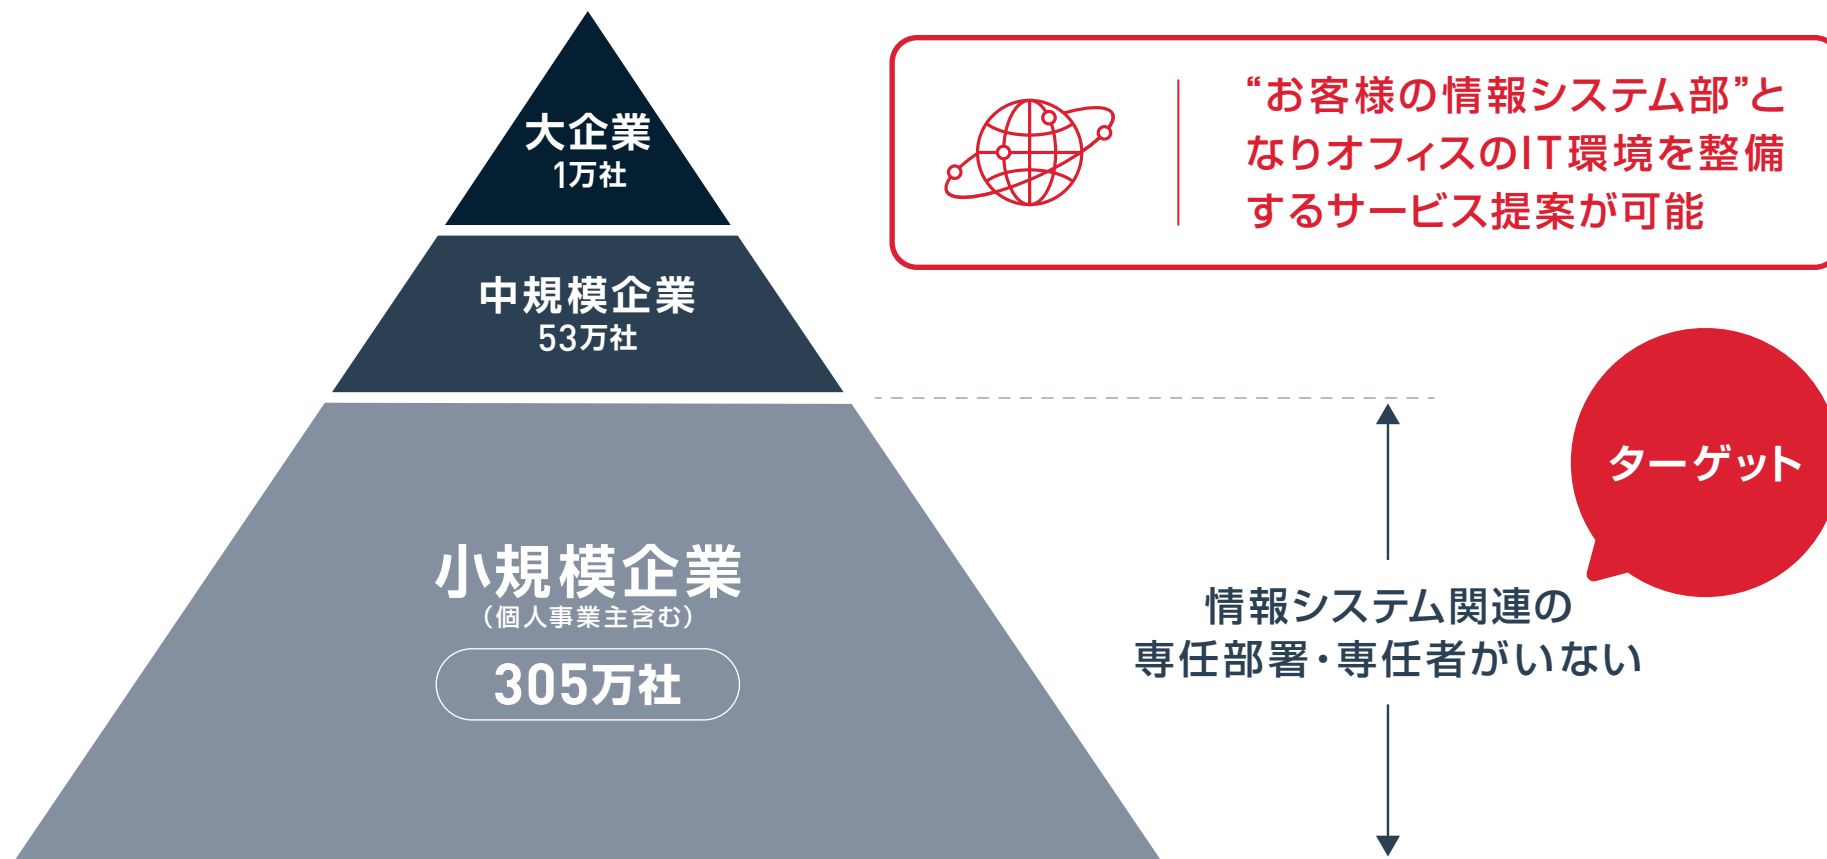 大企業
1万社
中規模企業
53万社
小規模企業
（個人事業主含む）
305万社
“お客様の情報システム部”と
なりオフィスのIT環境を整備
するサービス提案が可能
ターゲット
情報システム関連の
専任部署・専任者がいない